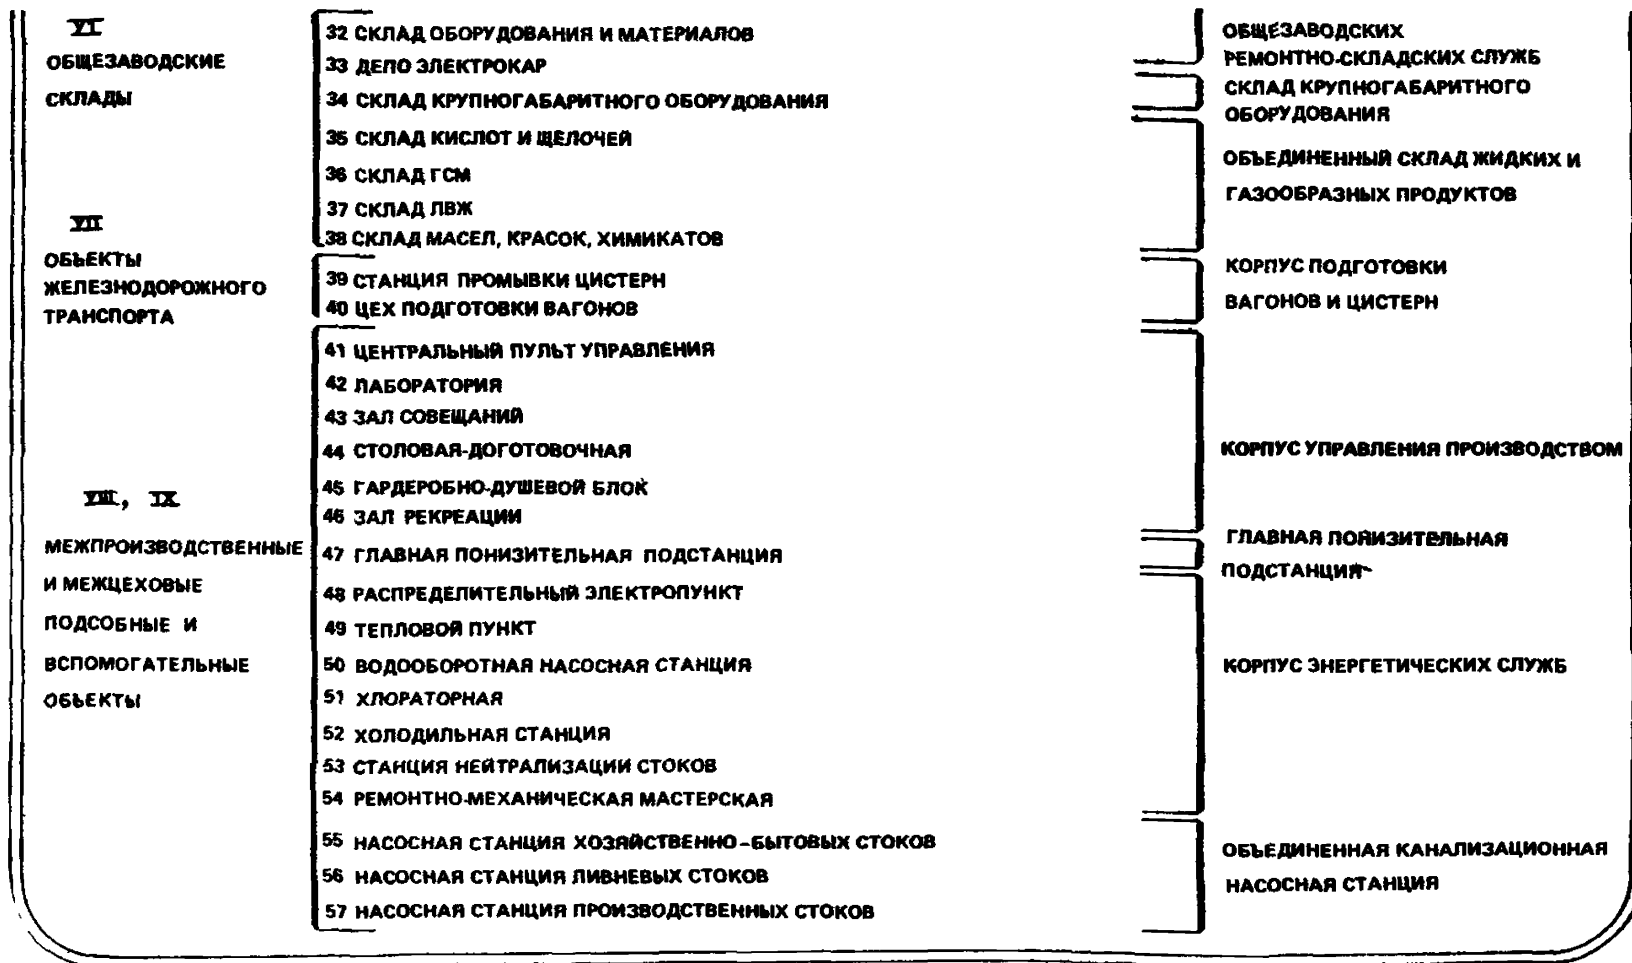 VI
ОБЩЕЗАВОДСКИЕ
СКЛАДЫ
VII
ОБЪЕКТЫ
ЖЕЛЕЗНОДОРОЖНОГО
ТРАНСПОРТА
VIII, IX
МЕЖПРОИЗВОДСТВЕННЫЕ
И МЕЖЦЕХОВЫЕ
ПОДСОБНЫЕ И
ВСПОМОГАТЕЛЬНЫЕ
ОБЪЕКТЫ
32 СКЛАД ОБОРУДОВАНИЯ И МАТЕРИАЛОВ
33 ДЕПО ЭЛЕКТРОКАР
34 СКЛАД КРУПНОГАБАРИТНОГО ОБОРУДОВАНИЯ
35 СКЛАД КИСЛОТ И ЩЕЛОЧЕЙ
36 СКЛАД ГСМ
37 СКЛАД ЛВЖ
38 СКЛАД МАСЕЛ, КРАСОК, ХИМИКАТОВ
39 СТАНЦИЯ ПРОМЫВКИ ЦИСТЕРН
40 ЦЕХ ПОДГОТОВКИ ВАГОНОВ
41 ЦЕНТРАЛЬНЫЙ ПУЛЬТ УПРАВЛЕНИЯ
42 ЛАБОРАТОРИЯ
43 ЗАЛ СОВЕЩАНИЙ
44 СТОЛОВАЯ-ДОГОТОВОЧНАЯ
45 ГАРДЕРОБНО-ДУШЕВОЙ БЛОК
46 ЗАЛ РЕКРЕАЦИИ
47 ГЛАВНАЯ ПОНИЗИТЕЛЬНАЯ ПОДСТАНЦИЯ
48 РАСПРЕДЕЛИТЕЛЬНЫЙ ЭЛЕКТРОПУНКТ
49 ТЕПЛОВОЙ ПУНКТ
50 ВОДООБОРОТНАЯ НАСОСНАЯ СТАНЦИЯ
51 ХЛОРАТОРНАЯ
52 ХОЛОДИЛЬНАЯ СТАНЦИЯ
53 СТАНЦИЯ НЕЙТРАЛИЗАЦИИ СТОКОВ
54 РЕМОНТНО-МЕХАНИЧЕСКАЯ МАСТЕРСКАЯ
55 НАСОСНАЯ СТАНЦИЯ ХОЗЯЙСТВЕННО-БЫТОВЫХ СТОКОВ
56 НАСОСНАЯ СТАНЦИЯ ЛИВНЕВЫХ СТОКОВ
57 НАСОСНАЯ СТАНЦИЯ ПРОИЗВОДСТВЕННЫХ СТОКОВ
ОБЩЕЗАВОДСКИХ
РЕМОНТНО-СКЛАДСКИХ СЛУЖБ
СКЛАД КРУПНОГАБАРИТНОГО
ОБОРУДОВАНИЯ
ОБЪЕДИНЕННЫЙ СКЛАД ЖИДКИХ И
ГАЗООБРАЗНЫХ ПРОДУКТОВ
КОРПУС ПОДГОТОВКИ
ВАГОНОВ И ЦИСТЕРН
КОРПУС УПРАВЛЕНИЯ ПРОИЗВОДСТВОМ
ГЛАВНАЯ ПОНИЗИТЕЛЬНАЯ
ПОДСТАНЦИЯ
КОРПУС ЭНЕРГЕТИЧЕСКИХ СЛУЖБ
ОБЪЕДИНЕННАЯ КАНАЛИЗАЦИОННАЯ
НАСОСНАЯ СТАНЦИЯ